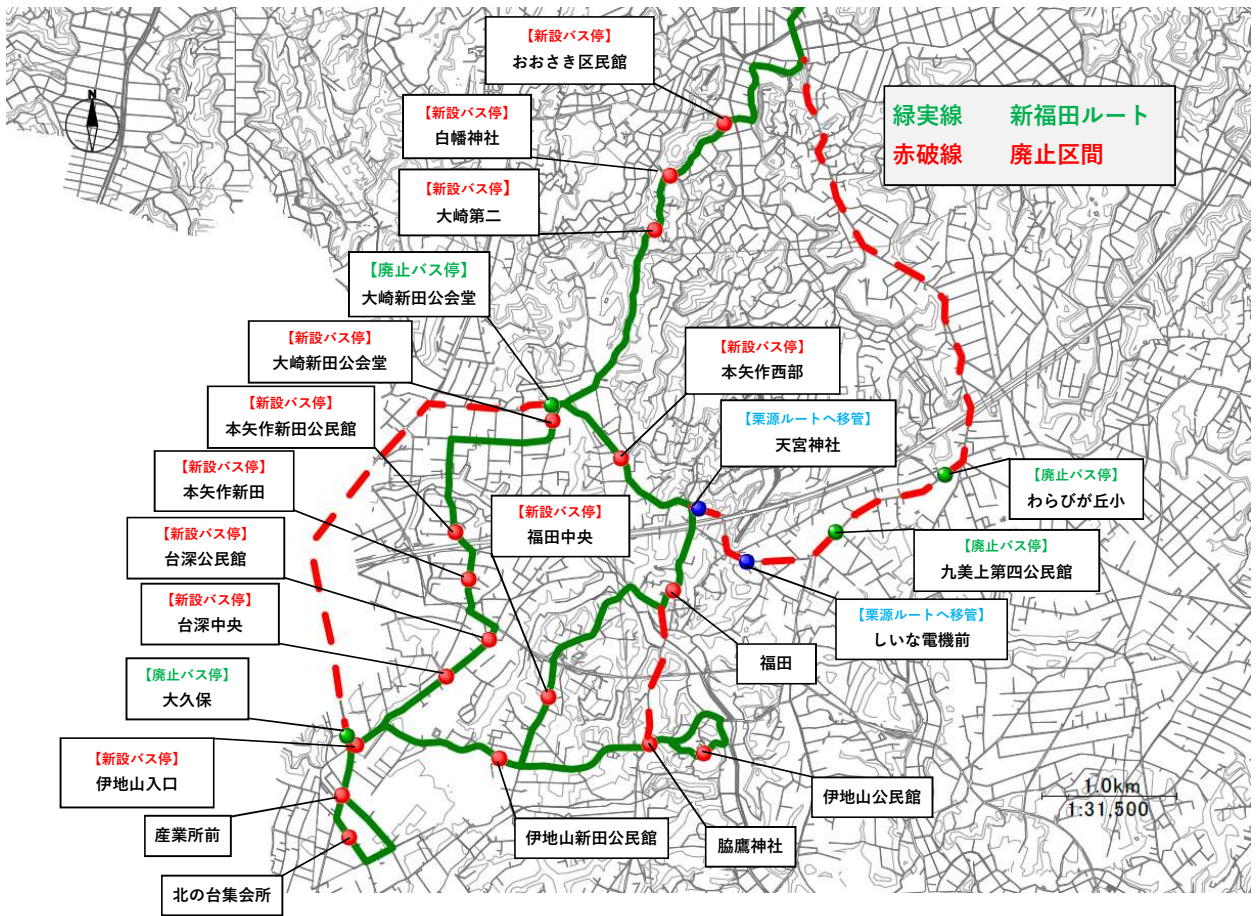 【新設バス停】
おおさき区民館
N
緑実線 新福田ルート
赤破線 廃止区間
【新設バス停】
白幡神社
【新設バス停】
大崎第二
【廃止バス停】
大崎新田公会堂
【新設バス停】
大崎新田公会堂
【新設バス停】
本矢作西部
【新設バス停】
本矢作新田公民館
【栗源ルートへ移管】
天宮神社
【新設バス停】
本矢作新田
【新設バス停】
福田中央
【廃止バス停】
わらびが丘小
【新設バス停】
台深公民館
【廃止バス停】
九美上第四公民館
【新設バス停】
台深中央
【栗源ルートへ移管】
しいな電機前
福田
【廃止バス停】
大久保
【新設バス停】
伊地山入口
伊地山公民館
1.0km
1:31,500
産業所前
伊地山新田公民館
脇鷹神社
北の台集会所